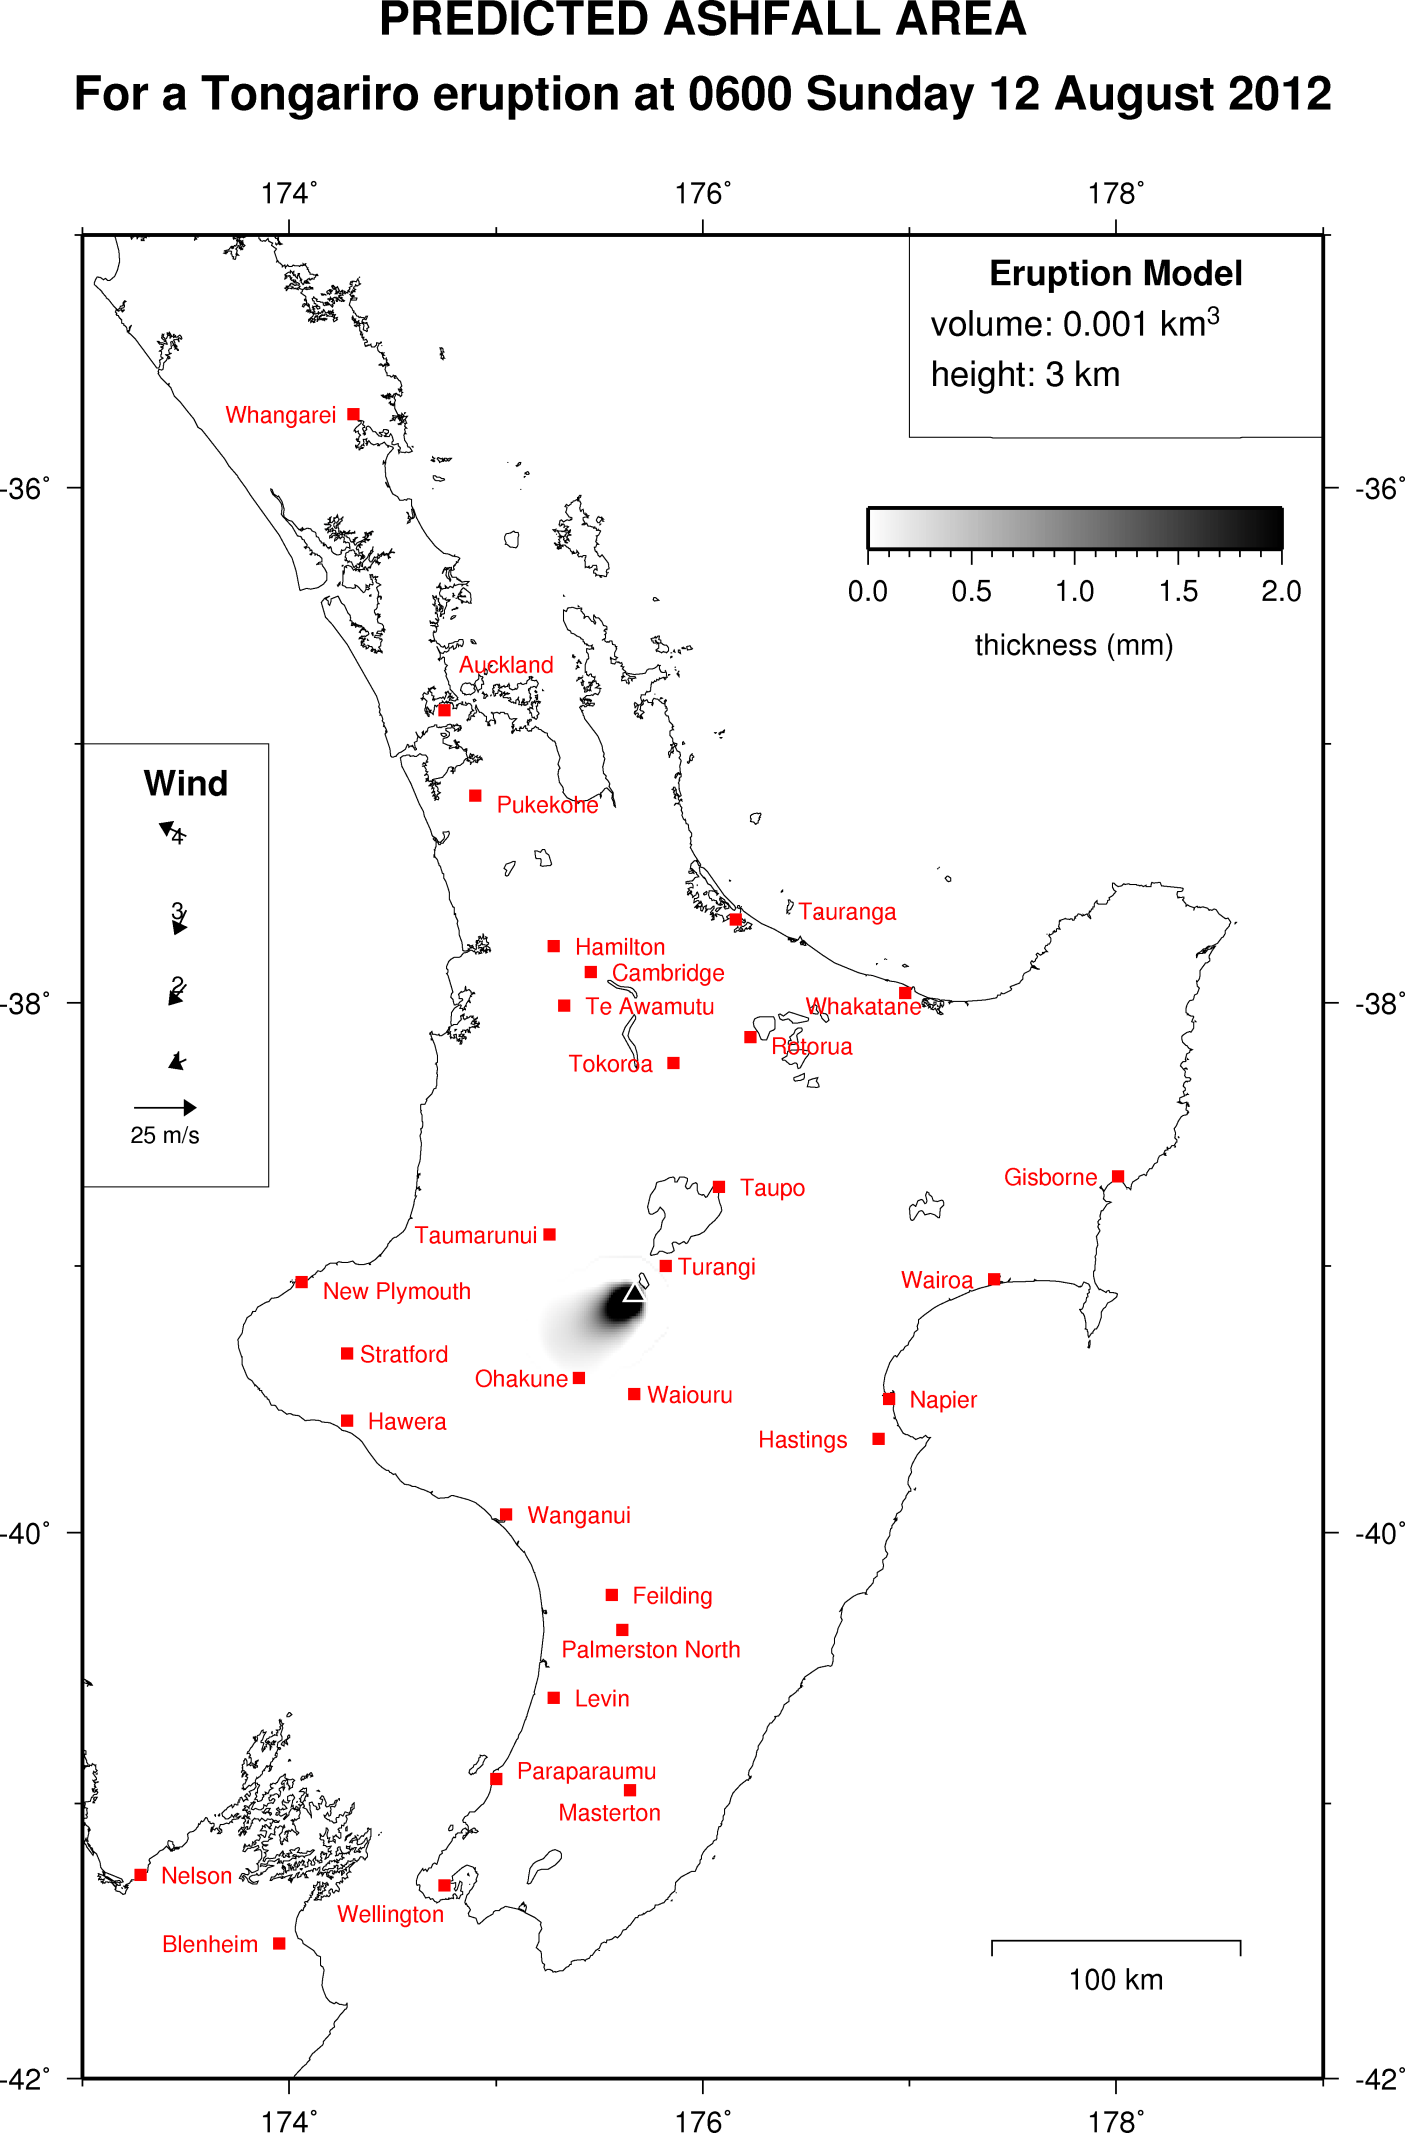 PREDICTED ASHFALL AREA
For a Tongariro eruption at 0600 Sunday 12 August 2012
174° 176° 178°
Eruption Model
volume: 0.001 km³
height: 3 km
Whangarei
-36° -36°
0.0 0.5 1.0 1.5 2.0
thickness (mm)
Auckland
Wind
4
Pukekohe
3
Tauranga
Hamilton
Cambridge
2
-38° -38°
Te Awamutu
Whakatane
Rotorua
Tokoroa
1
25 m/s
Gisborne
Taupo
Taumarunui
Turangi
Wairoa
New Plymouth
Stratford
Ohakune
Waiouru
Napier
Hawera
Hastings
Wanganui
-40° -40°
Feilding
Palmerston North
Levin
Paraparaumu
Masterton
Nelson
Wellington
Blenheim
100 km
-42° -42°
174° 176° 178°